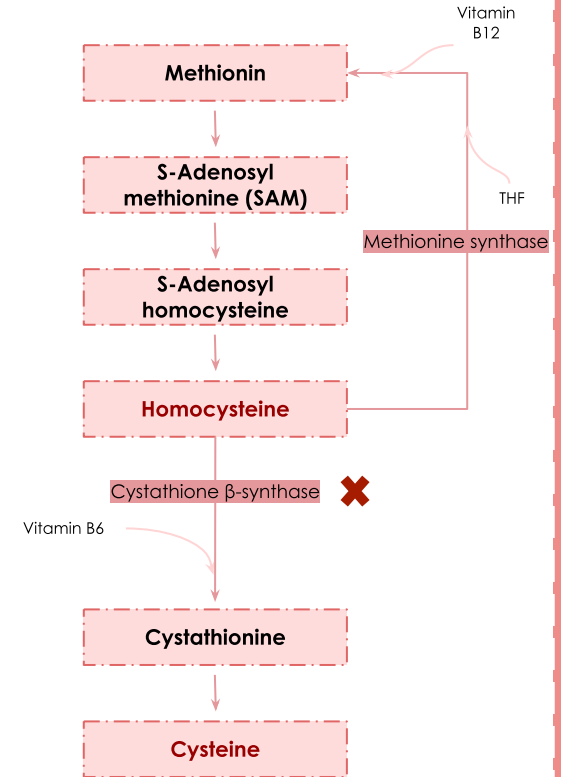 Vitamin
B12
Methionin
S-Adenosyl
methionine (SAM)
THF
Methionine synthase
S-Adenosyl
homocysteine
Homocysteine
Cystathione β-synthase
Vitamin B6
Cystathionine
Cysteine